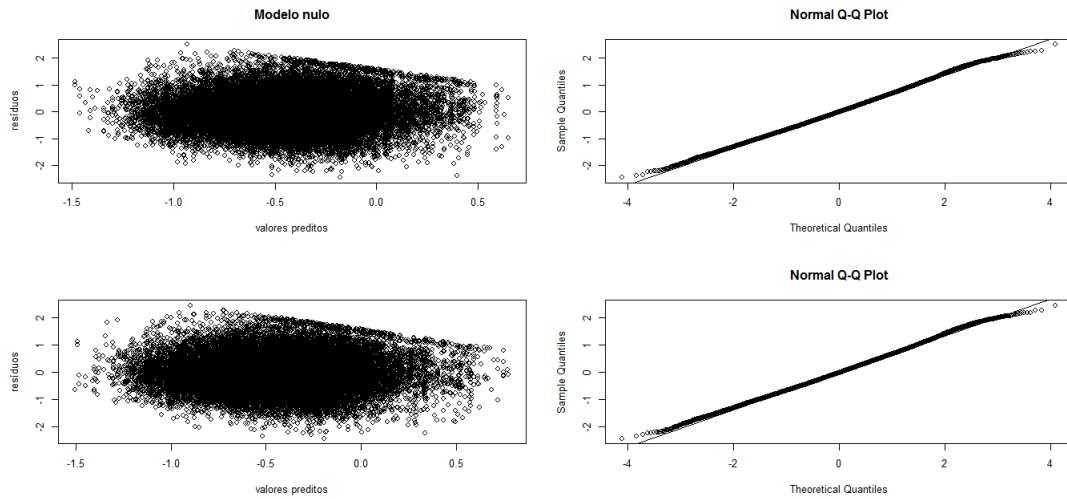 Modelo nulo
resíduos
2
1
0
-1
-2
-1.5 -1.0 -0.5 0.0 0.5
valores preditos
Normal Q-Q Plot
Sample Quantiles
2
1
0
-1
-2
-4 -2 0 2 4
Theoretical Quantiles
resíduos
2
1
0
-1
-2
-1.5 -1.0 -0.5 0.0 0.5
valores preditos
Normal Q-Q Plot
Sample Quantiles
2
1
0
-1
-2
-4 -2 0 2 4
Theoretical Quantiles